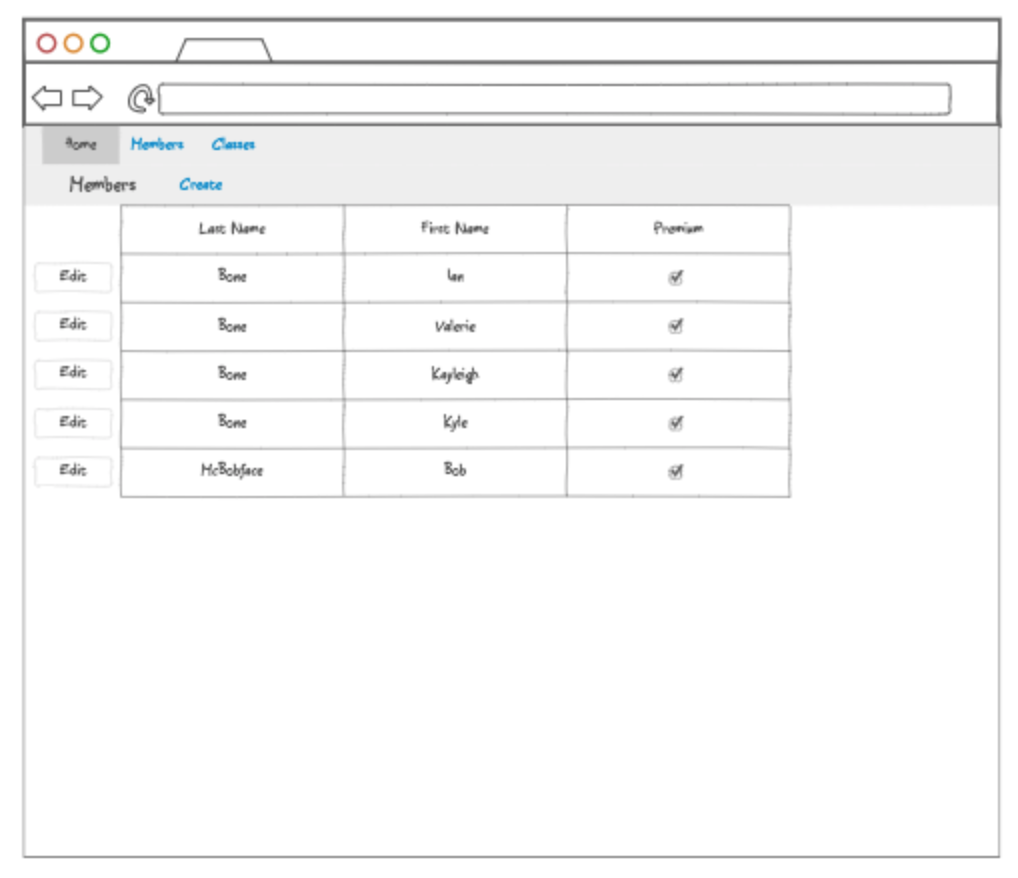 Home Members Classes
Members Create
Last Name First Name Premium
Edit Bone Ian
Edit Bone Valerie
Edit Bone Kayleigh
Edit Bone Kyle
Edit McBobface Bob